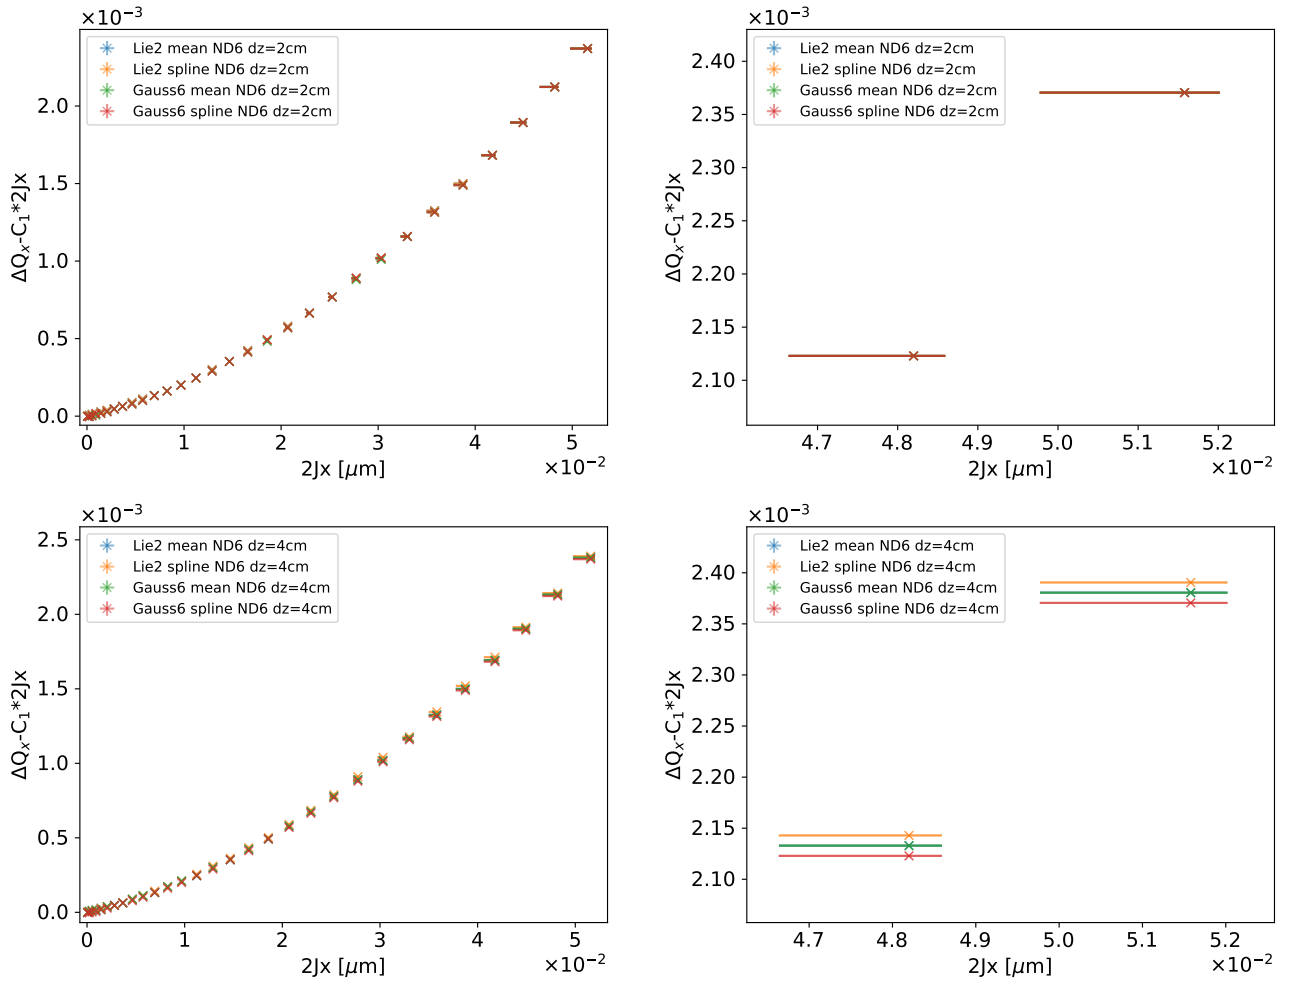 ×10⁻³
Lie2 mean ND6 dz=2cm
Lie2 spline ND6 dz=2cm
Gauss6 mean ND6 dz=2cm
Gauss6 spline ND6 dz=2cm
2.0
1.5
1.0
0.5
0.0
ΔQₓ-C₁*2Jx
0 1 2 3 4 5
×10⁻²
2Jx [μm]
×10⁻³
Lie2 mean ND6 dz=2cm
Lie2 spline ND6 dz=2cm
Gauss6 mean ND6 dz=2cm
Gauss6 spline ND6 dz=2cm
2.40
2.35
2.30
2.25
2.20
2.15
2.10
ΔQₓ-C₁*2Jx
4.7 4.8 4.9 5.0 5.1 5.2
×10⁻²
2Jx [μm]
×10⁻³
Lie2 mean ND6 dz=4cm
Lie2 spline ND6 dz=4cm
Gauss6 mean ND6 dz=4cm
Gauss6 spline ND6 dz=4cm
2.5
2.0
1.5
1.0
0.5
0.0
ΔQₓ-C₁*2Jx
0 1 2 3 4 5
×10⁻²
2Jx [μm]
×10⁻³
Lie2 mean ND6 dz=4cm
Lie2 spline ND6 dz=4cm
Gauss6 mean ND6 dz=4cm
Gauss6 spline ND6 dz=4cm
2.40
2.35
2.30
2.25
2.20
2.15
2.10
ΔQₓ-C₁*2Jx
4.7 4.8 4.9 5.0 5.1 5.2
×10⁻²
2Jx [μm]